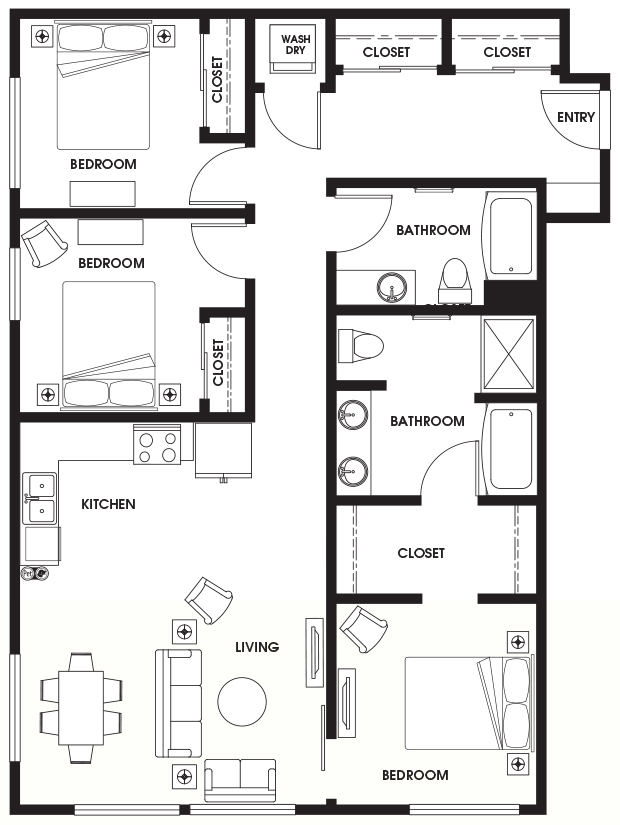 WASH
DRY
CLOSET
CLOSET
CLOSET
ENTRY
BEDROOM
BATHROOM
BEDROOM
CLOSET
BATHROOM
KITCHEN
CLOSET
LIVING
BEDROOM